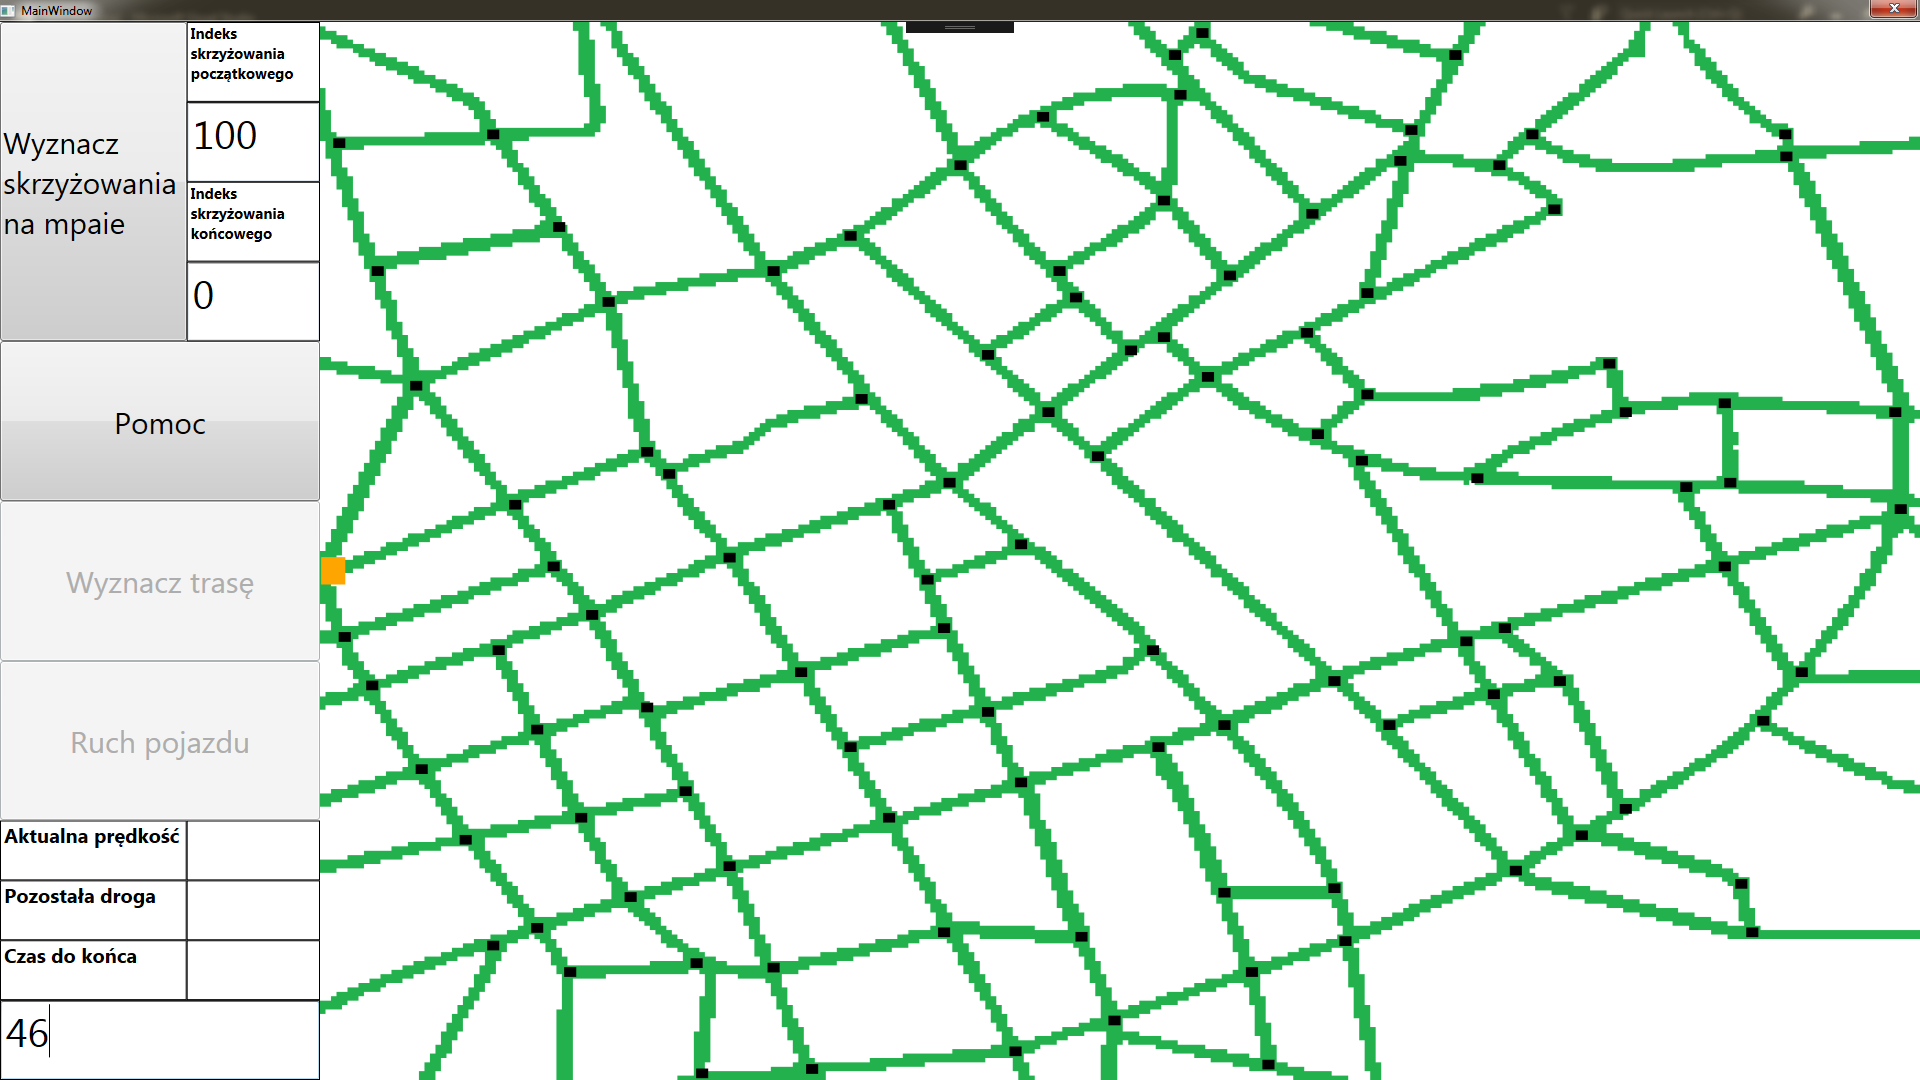 MainWindow
Wyznacz
skrzyżowania
na mpaie
Indeks
skrzyżowania
początkowego
100
Indeks
skrzyżowania
końcowego
0
Pomoc
Wyznacz trasę
Ruch pojazdu
Aktualna prędkość
Pozostała droga
Czas do końca
46